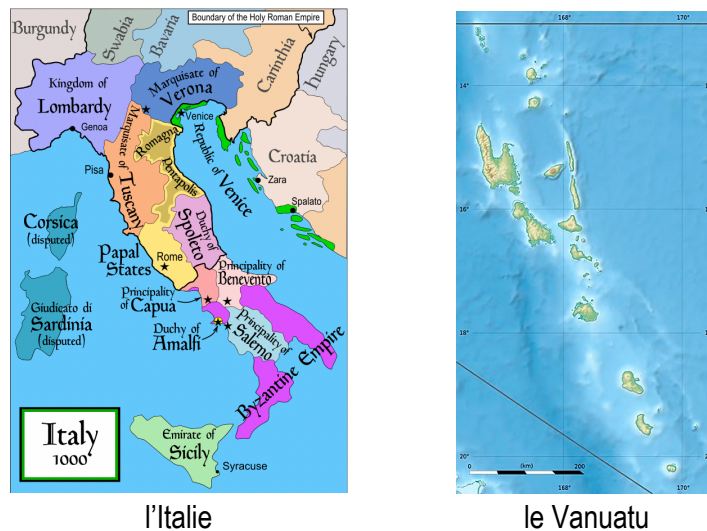 Boundary of the Holy Roman Empire
Burgundy
Swabia
Bavaria
Carinthia
Hungary
Kingdom of
Lombardy
Marquisate of
Verona
Genoa
Venice
Romagna
Republic of
Venice
Croatia
Marquisate of
Tuscany
Pisa
Pentapolis
Zara
Spalato
Corsica
(disputed)
Duchy of
Spoleto
Papal
States
Rome
Principality of
Benevento
Giudicato di
Sardinia
(disputed)
Principality
of Capua
Duchy of
Amalfi
Principality of
Salerno
Byzantine Empire
Italy
1000
Emirate of
Sicily
Syracuse
l'Italie
168°
170°
14°
16°
18°
20°
(km)
0
100
200
168°
170°
le Vanuatu